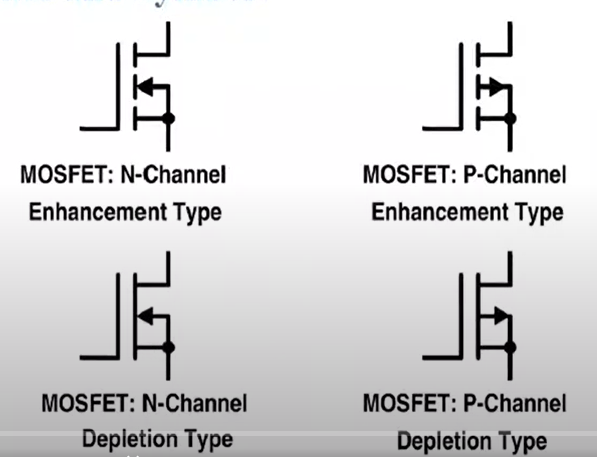 MOSFET: N-Channel
Enhancement Type
MOSFET: P-Channel
Enhancement Type
MOSFET: N-Channel
Depletion Type
MOSFET: P-Channel
Depletion Type